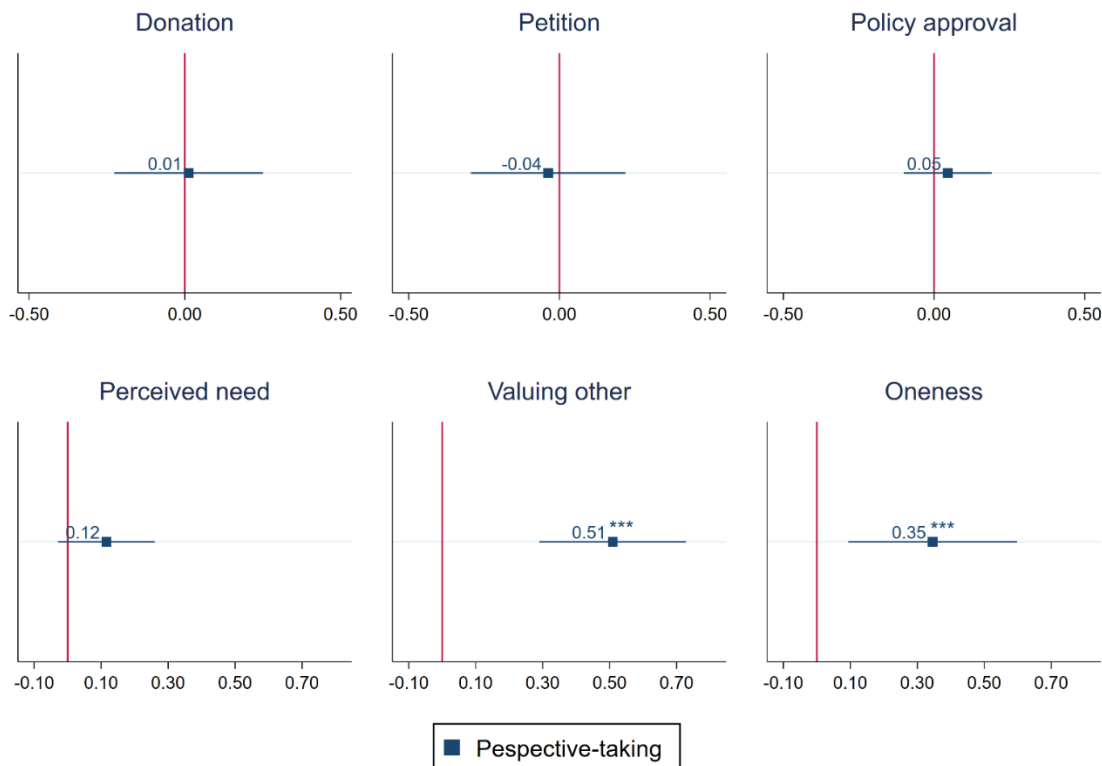 Donation Petition Policy approval
0.01 -0.04 0.05
-0.50 0.00 0.50 -0.50 0.00 0.50 -0.50 0.00 0.50
Perceived need Valuing other Oneness
0.12 0.51 *** 0.35 ***
-0.10 0.10 0.30 0.70 -0.10 0.10 0.30 0.50 0.70 -0.10 0.10 0.30 0.50 0.70
Pespective-taking